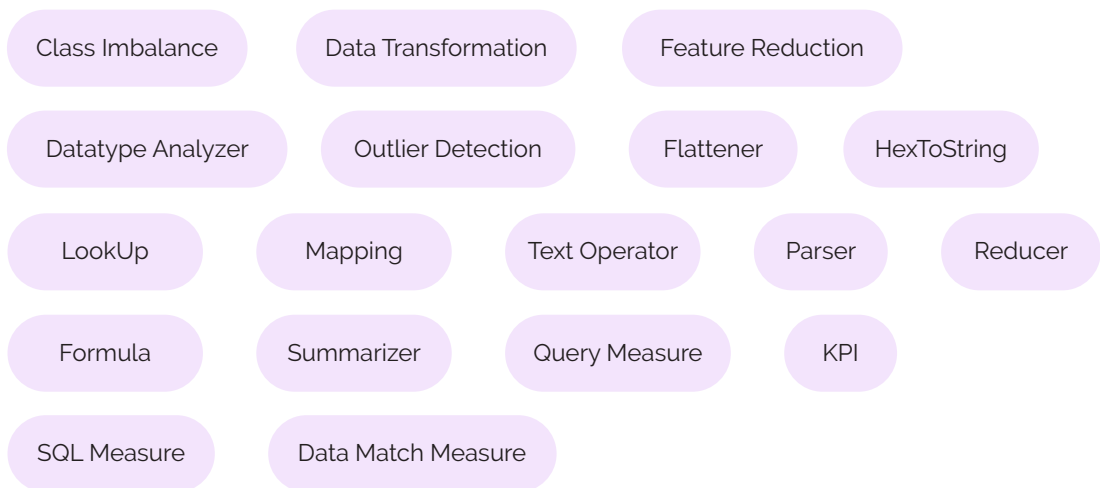 Class Imbalance Data Transformation Feature Reduction
Datatype Analyzer Outlier Detection Flattener HexToString
LookUp Mapping Text Operator Parser Reducer
Formula Summarizer Query Measure KPI
SQL Measure Data Match Measure